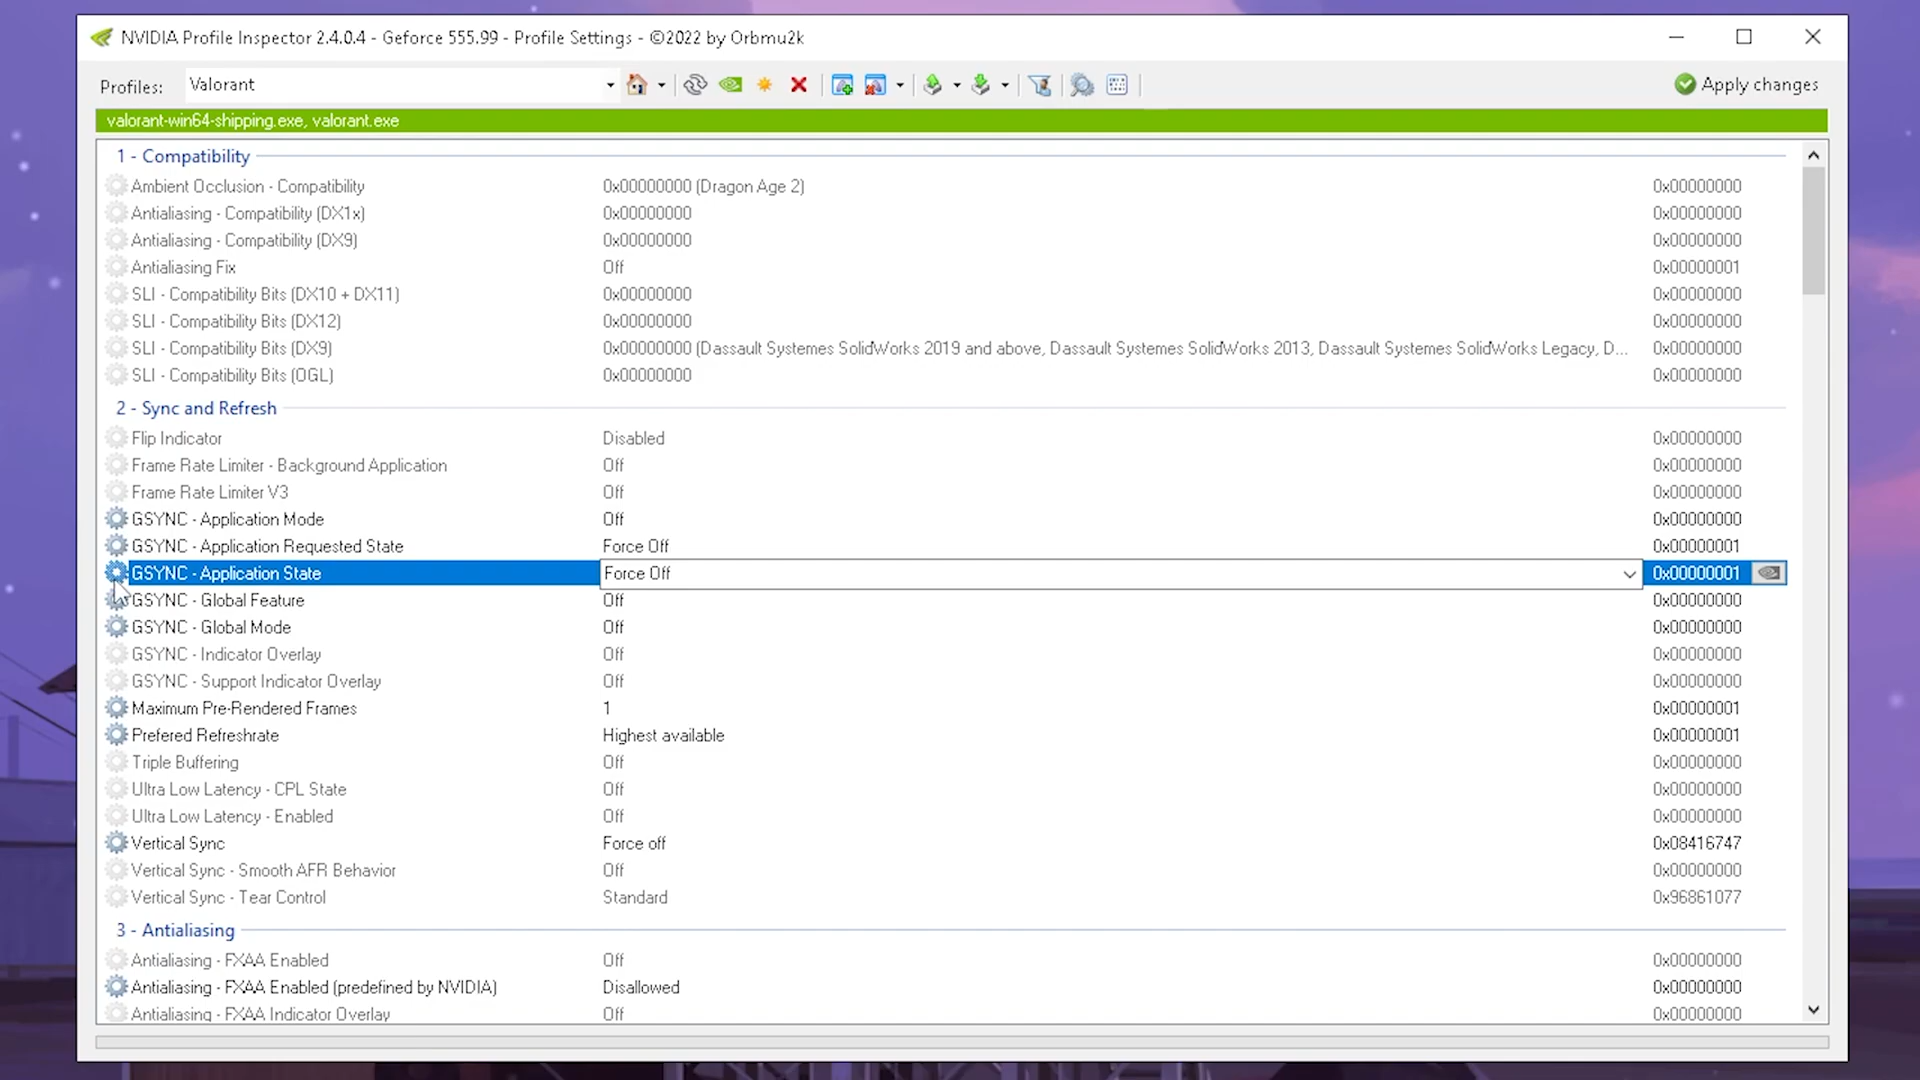 NVIDIA Profile Inspector 2.4.0.4 - Geforce 555.99 - Profile Settings - ©2022 by Orbmu2k
Profiles: Valorant Apply changes
valorant-win64-shipping.exe, valorant.exe
1 - Compatibility
Ambient Occlusion - Compatibility 0x00000000 (Dragon Age 2) 0x00000000
Antialiasing - Compatibility (DX1x) 0x00000000 0x00000000
Antialiasing - Compatibility (DX9) 0x00000000 0x00000000
Antialiasing Fix Off 0x00000001
SLI - Compatibility Bits (DX10 + DX11) 0x00000000 0x00000000
SLI - Compatibility Bits (DX12) 0x00000000 0x00000000
SLI - Compatibility Bits (DX9) 0x00000000 (Dassault Systemes SolidWorks 2019 and above, Dassault Systemes SolidWorks 2013, Dassault Systemes SolidWorks Legacy, D... 0x00000000
SLI - Compatibility Bits (OGL) 0x00000000 0x00000000
2 - Sync and Refresh
Flip Indicator Disabled 0x00000000
Frame Rate Limiter - Background Application Off 0x00000000
Frame Rate Limiter V3 Off 0x00000000
GSYNC - Application Mode Off 0x00000000
GSYNC - Application Requested State Force Off 0x00000001
GSYNC - Application State Force Off 0x00000001
GSYNC - Global Feature Off 0x00000000
GSYNC - Global Mode Off 0x00000000
GSYNC - Indicator Overlay Off 0x00000000
GSYNC - Support Indicator Overlay Off 0x00000000
Maximum Pre-Rendered Frames 1 0x00000001
Prefered Refreshrate Highest available 0x00000001
Triple Buffering Off 0x00000000
Ultra Low Latency - CPL State Off 0x00000000
Ultra Low Latency - Enabled Off 0x00000000
Vertical Sync Force off 0x08416747
Vertical Sync - Smooth AFR Behavior Off 0x00000000
Vertical Sync - Tear Control Standard 0x96861077
3 - Antialiasing
Antialiasing - FXAA Enabled Off 0x00000000
Antialiasing - FXAA Enabled (predefined by NVIDIA) Disallowed 0x00000000
Antialiasing - FXAA Indicator Overlay Off 0x00000000